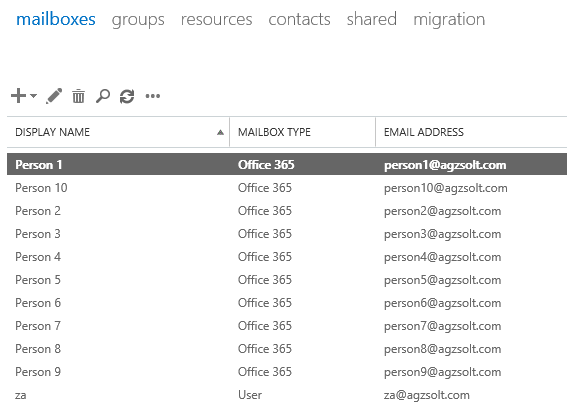 mailboxes groups resources contacts shared migration
DISPLAY NAME MAILBOX TYPE EMAIL ADDRESS
Person 1 Office 365 person1@agzsolt.com
Person 10 Office 365 person10@agzsolt.com
Person 2 Office 365 person2@agzsolt.com
Person 3 Office 365 person3@agzsolt.com
Person 4 Office 365 person4@agzsolt.com
Person 5 Office 365 person5@agzsolt.com
Person 6 Office 365 person6@agzsolt.com
Person 7 Office 365 person7@agzsolt.com
Person 8 Office 365 person8@agzsolt.com
Person 9 Office 365 person9@agzsolt.com
za User za@agzsolt.com